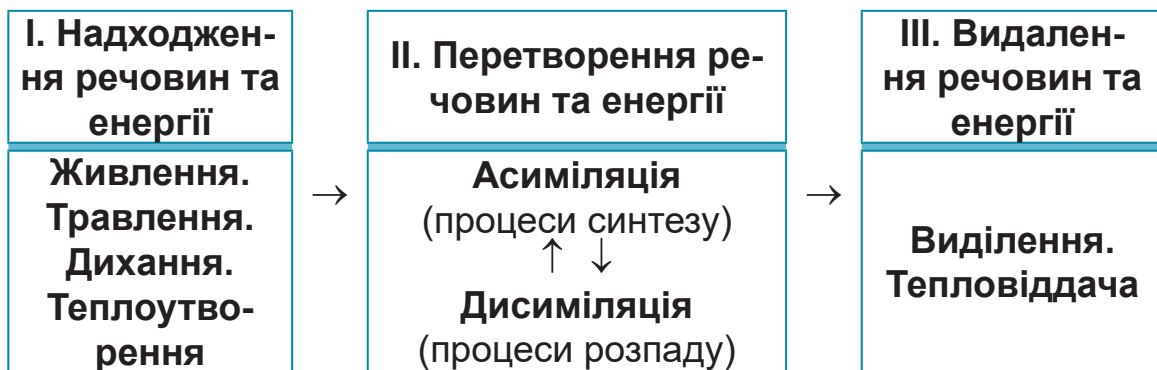 I. Надходжен-
ня речовин та
енергії
Живлення.
Травлення.
Дихання.
Теплоутво-
рення
→
II. Перетворення ре-
човин та енергії
Асиміляція
(процеси синтезу)
↑ ↓
Дисиміляція
(процеси розпаду)
→
III. Видален-
ня речовин та
енергії
Виділення.
Тепловіддача